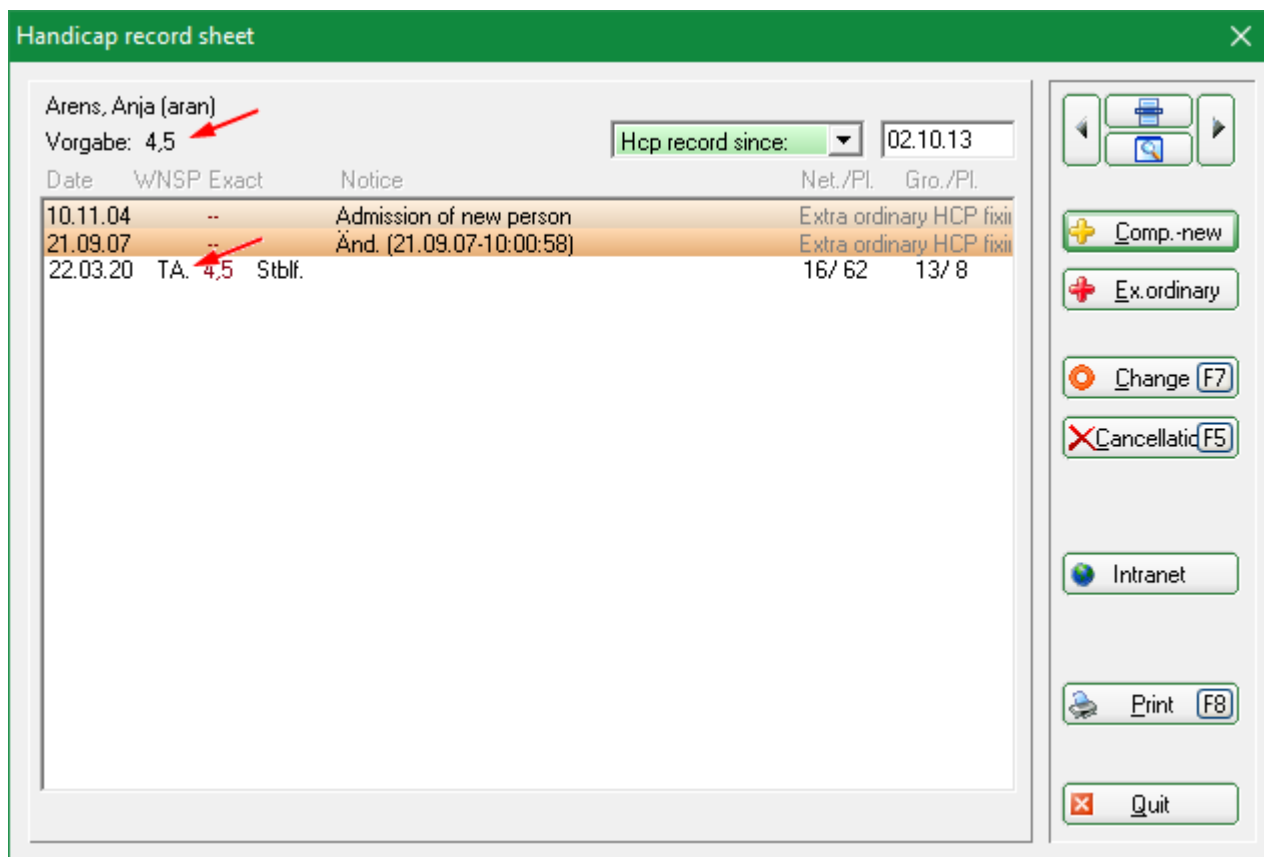 Handicap record sheet
Arens, Anja (aran)
Vorgabe: 4,5
Hcp record since: 02.10.13
Date WNSP Exact Notice Net./Pl. Gro./Pl.
10.11.04 -- Admission of new person Extra ordinary HCP fixii
21.09.07 -- Änd. (21.09.07-10:00:58) Extra ordinary HCP fixii
22.03.20 TA. 4,5 Stblf. 16/ 62 13/ 8
Comp.-new
Ex.ordinary
Change F7
Cancellatic F5
Intranet
Print F8
Quit